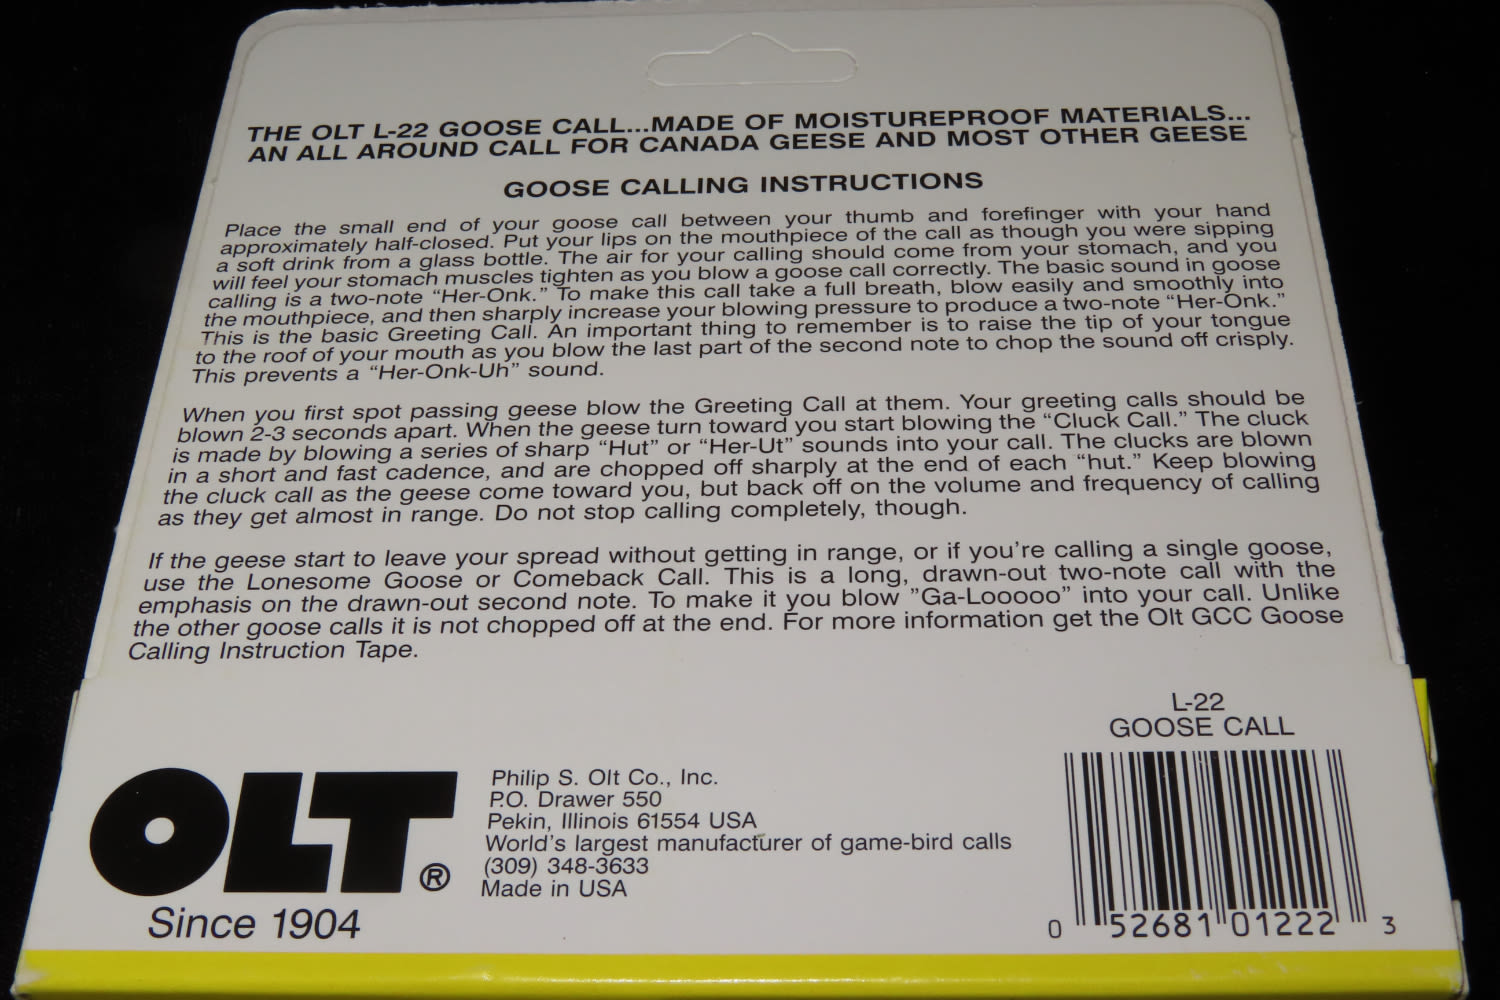 THE OLT L-22 GOOSE CALL...MADE OF MOISTUREPROOF MATERIALS...
AN ALL AROUND CALL FOR CANADA GEESE AND MOST OTHER GEESE
GOOSE CALLING INSTRUCTIONS
Place the small end of your goose call between your thumb and forefinger with your hand
approximately half-closed. Put your lips on the mouthpiece of the call as though you were sipping
a soft drink from a glass bottle. The air for your calling should come from your stomach, and you
will feel your stomach muscles tighten as you blow a goose call correctly. The basic sound in goose
calling is a two-note “Her-Onk.” To make this call take a full breath, blow easily and smoothly into
the mouthpiece, and then sharply increase your blowing pressure to produce a two-note “Her-Onk.”
This is the basic Greeting Call. An important thing to remember is to raise the tip of your tongue
to the roof of your mouth as you blow the last part of the second note to chop the sound off crisply.
This prevents a “Her-Onk-Uh” sound.
When you first spot passing geese blow the Greeting Call at them. Your greeting calls should be
blown 2-3 seconds apart. When the geese turn toward you start blowing the “Cluck Call.” The cluck
is made by blowing a series of sharp “Hut” or “Her-Ut” sounds into your call. The clucks are blown
in a short and fast cadence, and are chopped off sharply at the end of each “hut.” Keep blowing
the cluck call as the geese come toward you, but back off on the volume and frequency of calling
as they get almost in range. Do not stop calling completely, though.
If the geese start to leave your spread without getting in range, or if you’re calling a single goose,
use the Lonesome Goose or Comeback Call. This is a long, drawn-out two-note call with the
emphasis on the drawn-out second note. To make it you blow ”Ga-Looooo” into your call. Unlike
the other goose calls it is not chopped off at the end. For more information get the Olt GCC Goose
Calling Instruction Tape.
L-22
GOOSE CALL
OLT®
Since 1904
Philip S. Olt Co., Inc.
P.O. Drawer 550
Pekin, Illinois 61554 USA
World’s largest manufacturer of game-bird calls
(309) 348-3633
Made in USA
0 52681 01222 3